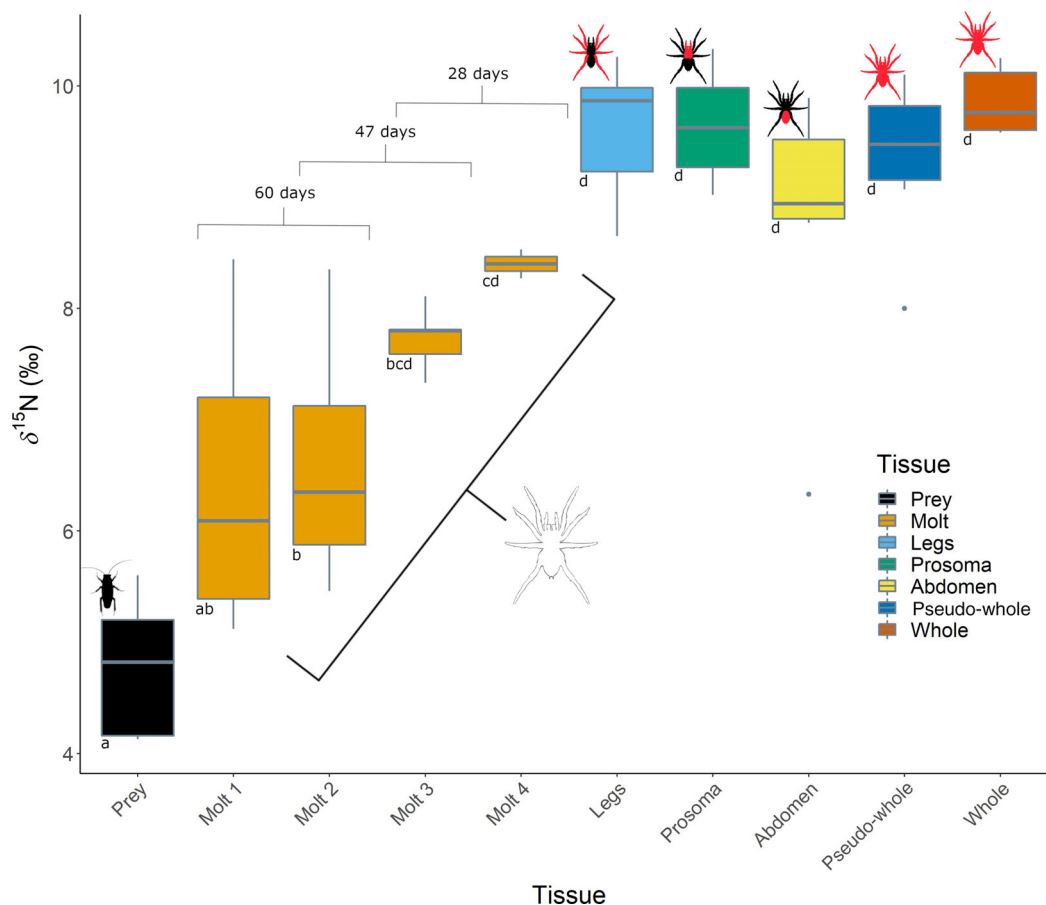 10
8
6
4
δ15N (‰)
28 days
47 days
60 days
a
ab
b
bcd
cd
d
d
d
d
d
Tissue
Prey
Molt
Legs
Prosoma
Abdomen
Pseudo-whole
Whole
Prey
Molt 1
Molt 2
Molt 3
Molt 4
Legs
Prosoma
Abdomen
Pseudo-whole
Whole
Tissue